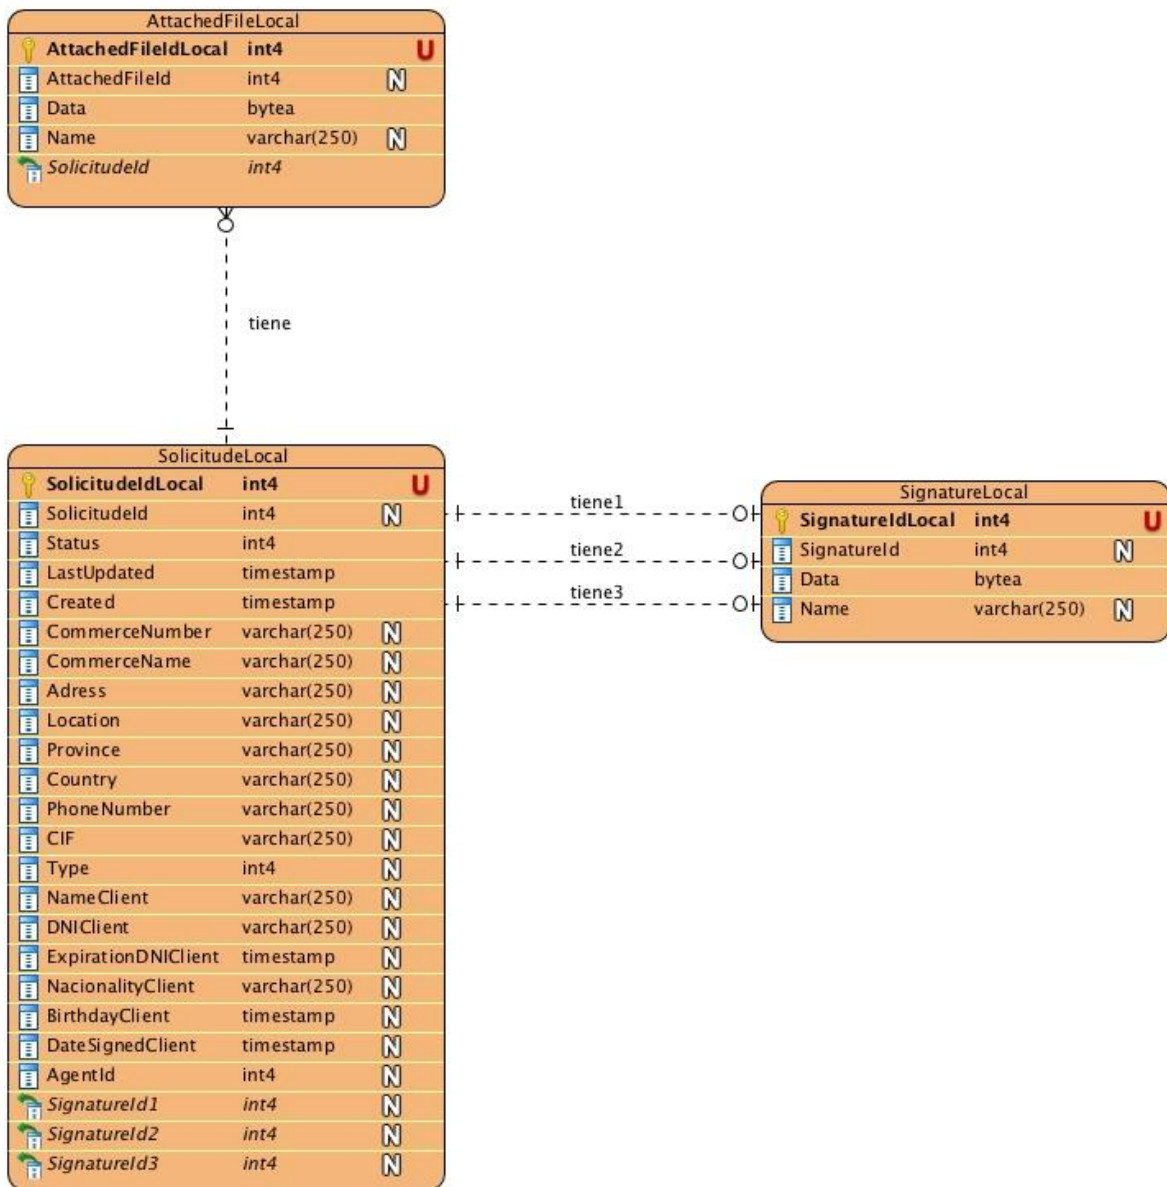 AttachedFileLocal
AttachedFileIdLocal int4 U
AttachedFileId int4 N
Data bytea
Name varchar(250) N
SolicitudeId int4
tiene
SolicitudeLocal
SolicitudeIdLocal int4 U
SolicitudeId int4 N
Status int4
LastUpdated timestamp
Created timestamp
CommerceNumber varchar(250) N
CommerceName varchar(250) N
Adress varchar(250) N
Location varchar(250) N
Province varchar(250) N
Country varchar(250) N
PhoneNumber varchar(250) N
CIF varchar(250) N
Type int4 N
NameClient varchar(250) N
DNIClient varchar(250) N
ExpirationDNIClient timestamp N
NacionalityClient varchar(250) N
BirthdayClient timestamp N
DateSignedClient timestamp N
AgentId int4 N
SignatureId1 int4 N
SignatureId2 int4 N
SignatureId3 int4 N
tiene1
tiene2
tiene3
SignatureLocal
SignatureIdLocal int4 U
SignatureId int4 N
Data bytea
Name varchar(250) N